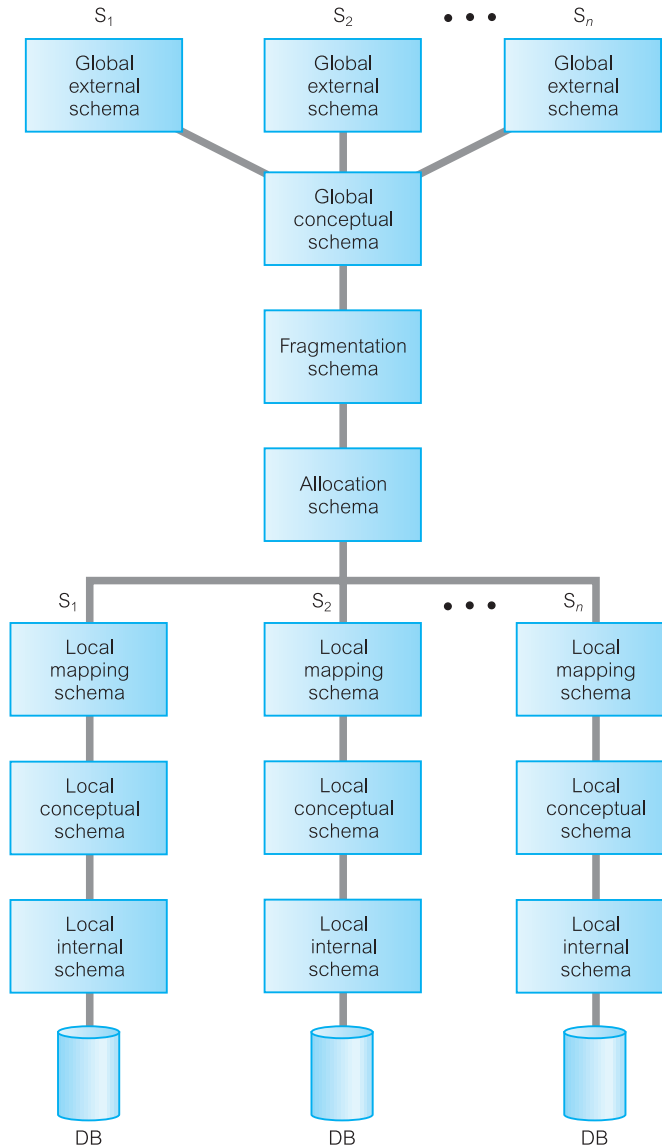 S1
S2
• • •
Sn
Global
external
schema
Global
external
schema
Global
external
schema
Global
conceptual
schema
Fragmentation
schema
Allocation
schema
S1
S2
• • •
Sn
Local
mapping
schema
Local
mapping
schema
Local
mapping
schema
Local
conceptual
schema
Local
conceptual
schema
Local
conceptual
schema
Local
internal
schema
Local
internal
schema
Local
internal
schema
DB
DB
DB